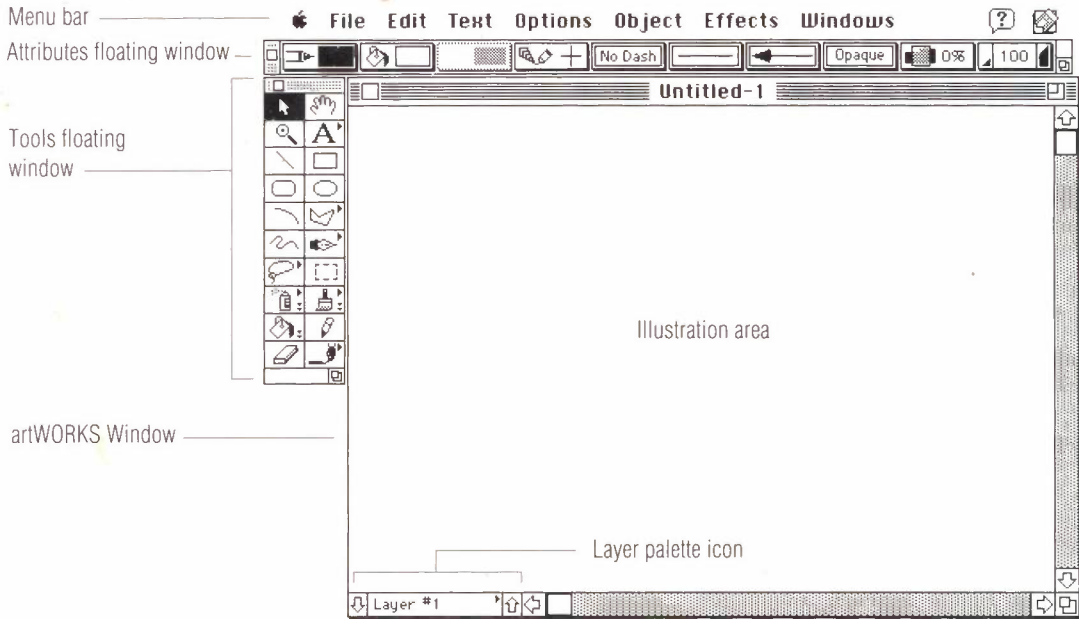 Menu bar
File Edit Text Options Object Effects Windows
?
Attributes floating window
No Dash
Opaque
0%
100
Untitled-1
A
Tools floating
window
Illustration area
artWORKS Window
Layer palette icon
Layer #1